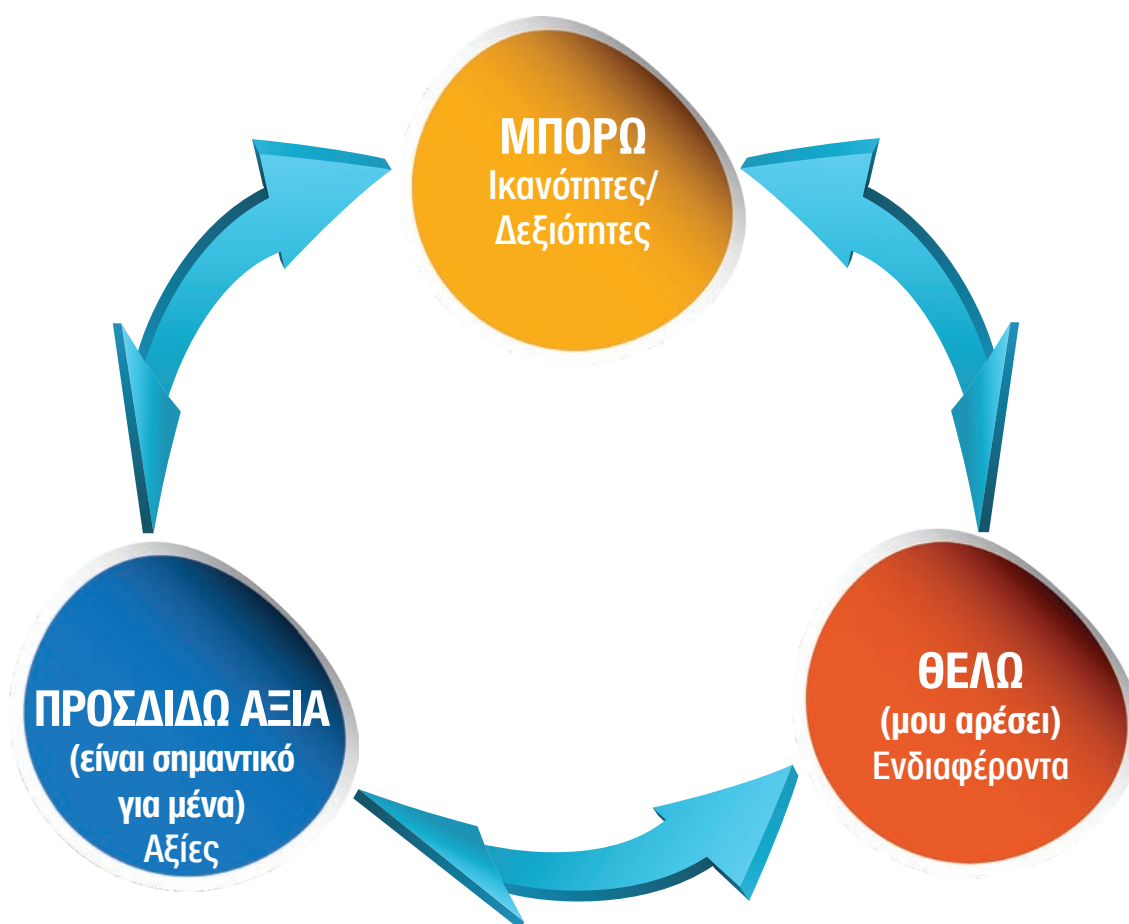 ΜΠΟΡΩ
Ικανότητες/
Δεξιότητες
ΠΡΟΣΔΙΔΩ ΑΞΙΑ
(είναι σημαντικό
για μένα)
Αξίες
ΘΕΛΩ
(μου αρέσει)
Ενδιαφέροντα